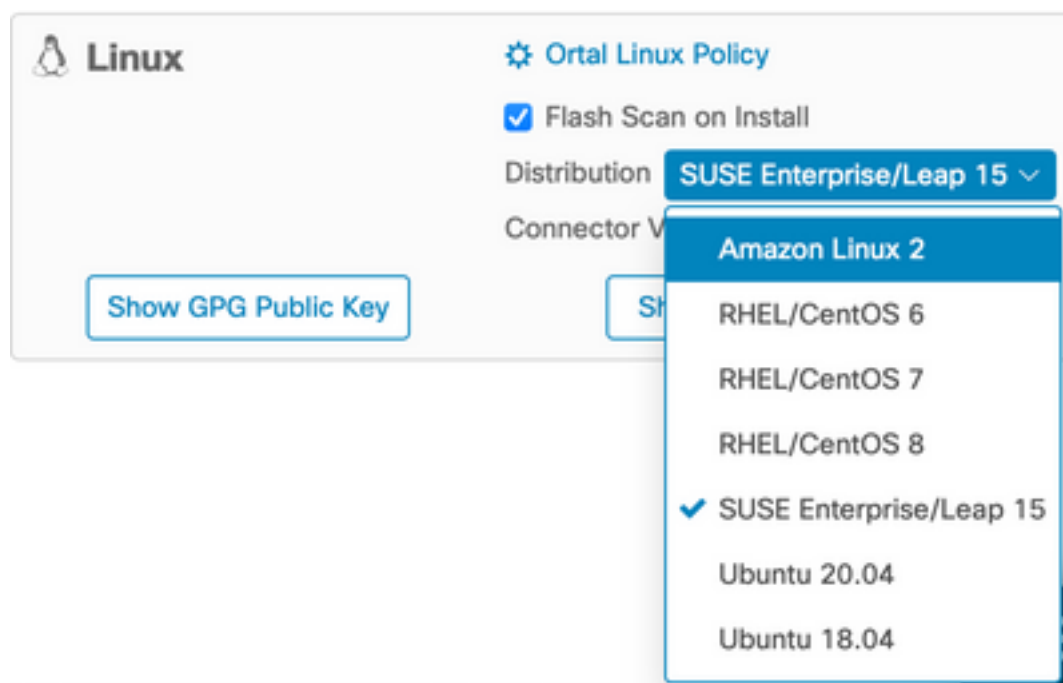 Linux
Ortal Linux Policy
Flash Scan on Install
Distribution SUSE Enterprise/Leap 15
Connector
Amazon Linux 2
Show GPG Public Key
RHEL/CentOS 6
RHEL/CentOS 7
RHEL/CentOS 8
SUSE Enterprise/Leap 15
Ubuntu 20.04
Ubuntu 18.04